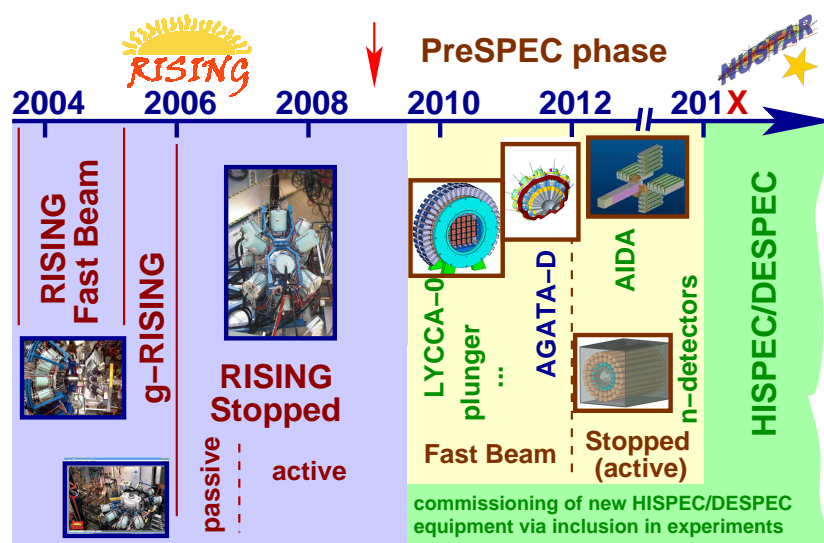 RISING
PreSPEC phase
NUSTAR
2004 2006 2008 2010 2012 201X
RISING
Fast Beam
g–RISING
RISING
Stopped
passive
active
LYCCA–0
plunger
...
AGATA–D
AIDA
n–detectors
HISPEC/DESPEC
Fast Beam
Stopped
(active)
commissioning of new HISPEC/DESPEC
equipment via inclusion in experiments